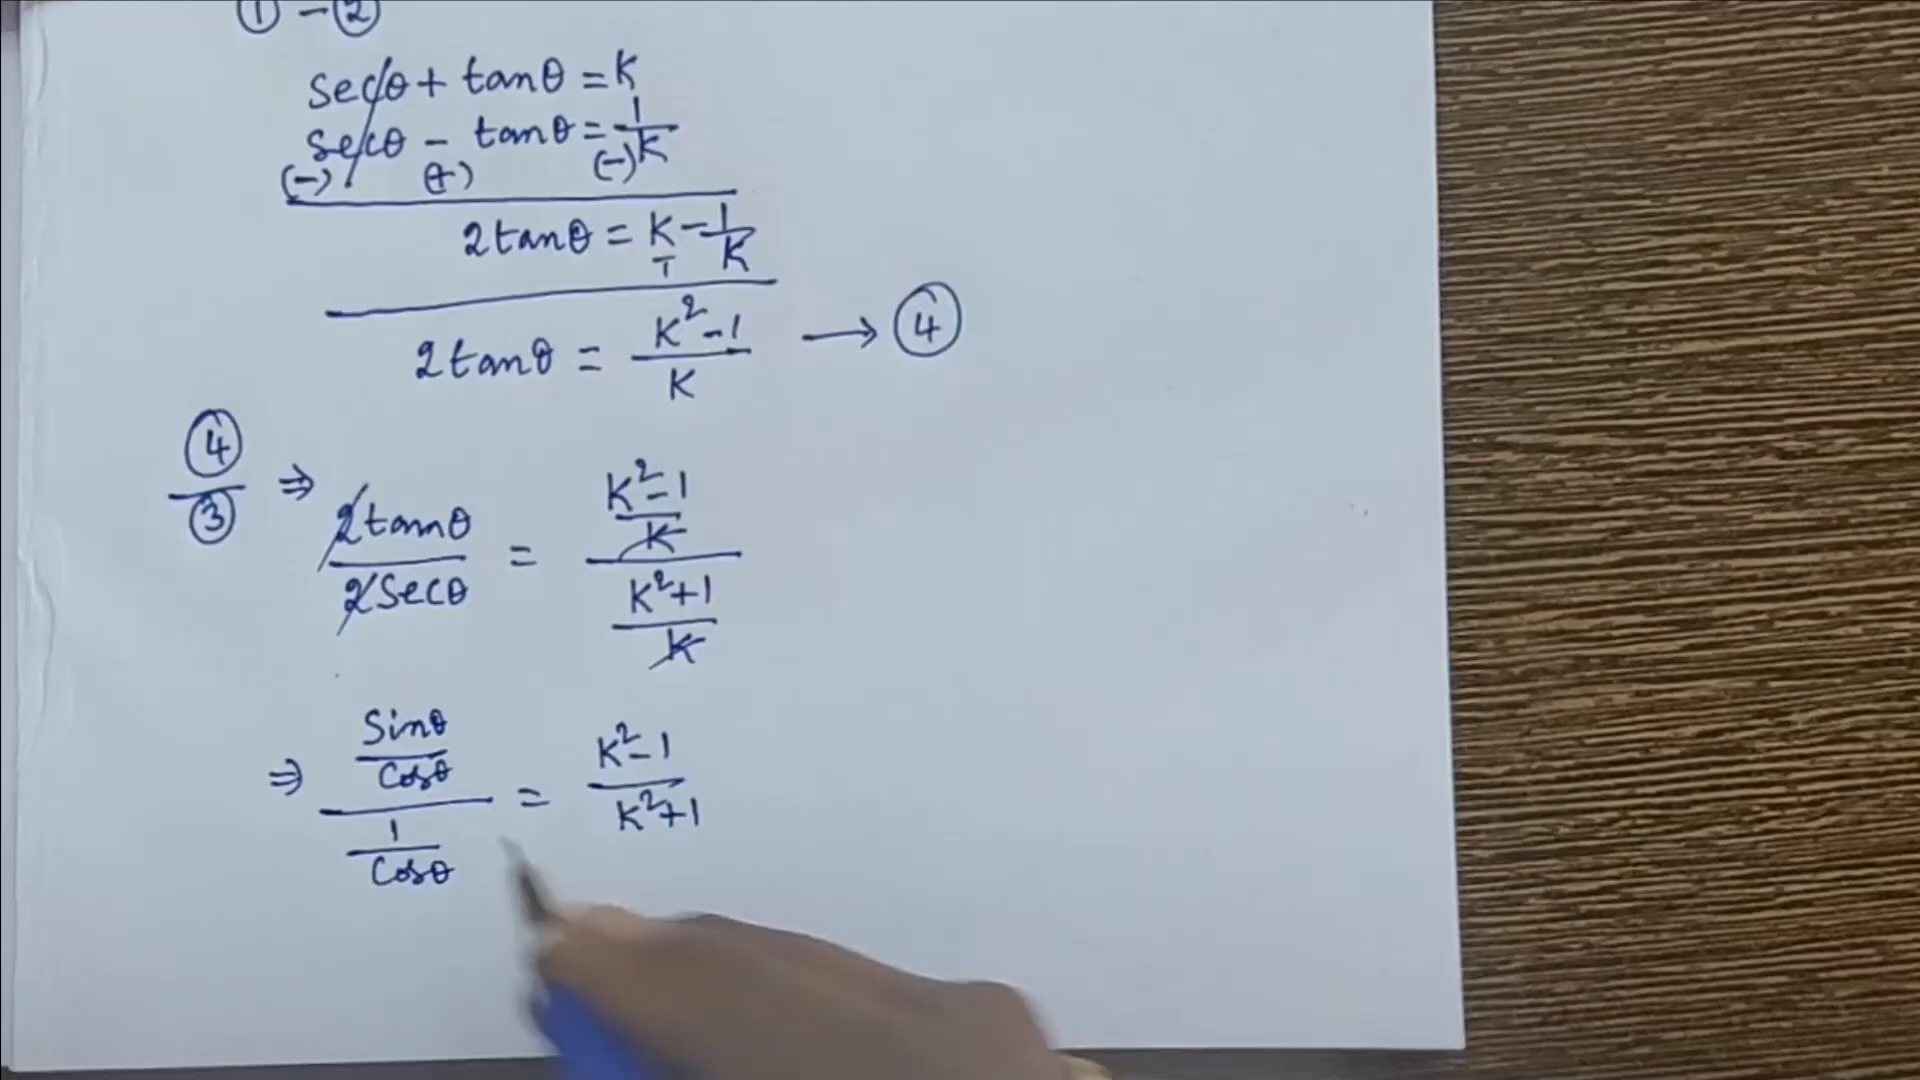 ① - ②
secθ + tanθ = K
secθ - tanθ = 1/K
(-) (+) (-)
2tanθ = K/1 - 1/K
2tanθ = (K² - 1)/K → ④
④/③ ⇒ 2tanθ/2secθ = ((K² - 1)/K)/((K² + 1)/K)
⇒ (Sinθ/Cosθ)/(1/Cosθ) = (K² - 1)/(K² + 1)